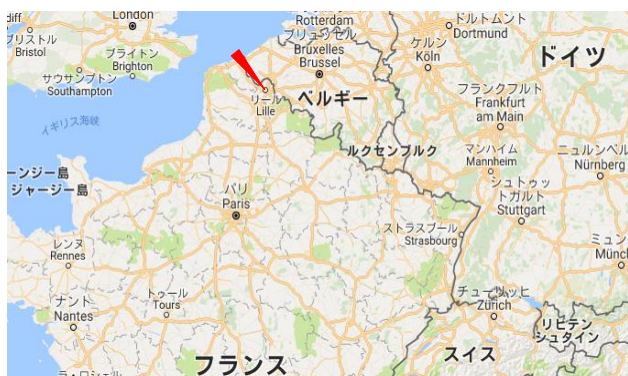 London
Rotterdam
ドルトムント
Dortmund
ブリストル
Bristol
ブライトン
Brighton
ブリュッセル
Bruxelles
Brussel
ケルン
Köln
ドイツ
サウサンプトン
Southampton
リール
Lille
ベルギー
フランクフルト
Frankfurt
am Main
イギリス海峡
ルクセンブルク
マンハイム
Mannheim
ニュルンベル
Nürnberg
ーンジー島
ジャージー島
パリ
Paris
シュトゥッ
トガルト
Stuttgart
ストラスブール
Strasbourg
レンヌ
Rennes
ミュン
Münch
ナント
Nantes
トゥール
Tours
チューリッヒ
Zürich
リヒテン
シュタイン
フランス
スイス